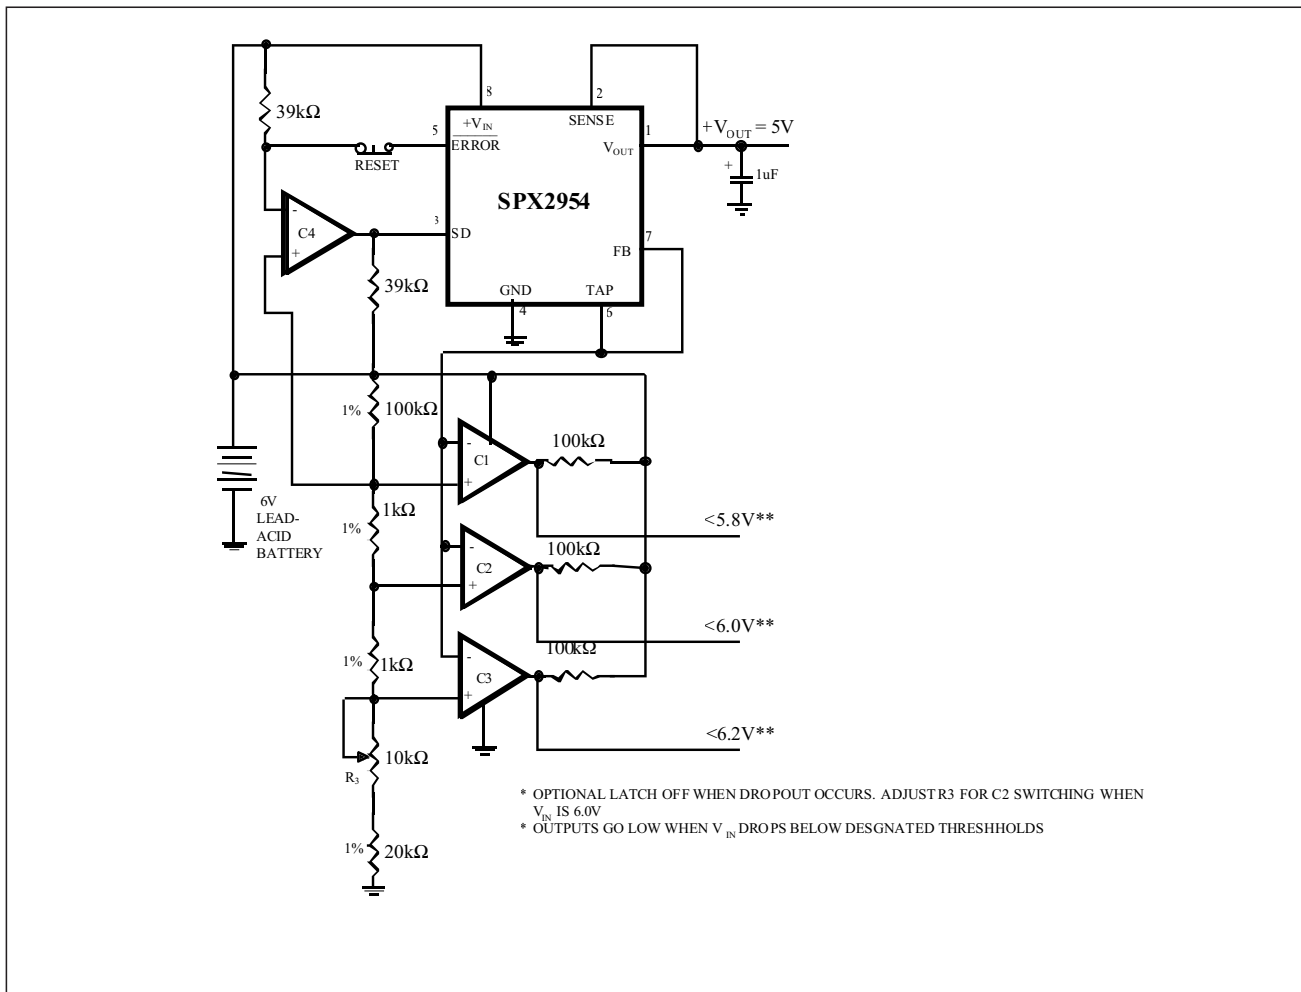 8
2
39kΩ
+V_IN
SENSE
5
1
+V_OUT = 5V
ERROR
V_OUT
RESET
+
1uF
SPX2954
-
C4
3
7
+
SD
FB
39kΩ
GND
TAP
4
6
1%
100kΩ
100kΩ
-
C1
+
6V
LEAD-
ACID
BATTERY
1kΩ
1%
<5.8V**
100kΩ
-
C2
+
<6.0V**
100kΩ
1%
1kΩ
-
C3
+
<6.2V**
10kΩ
R3
* OPTIONAL LATCH OFF WHEN DROPOUT OCCURS. ADJUST R3 FOR C2 SWITCHING WHEN
V_IN IS 6.0V
* OUTPUTS GO LOW WHEN V_IN DROPS BELOW DESGNATED THRESHHOLDS
1%
20kΩ